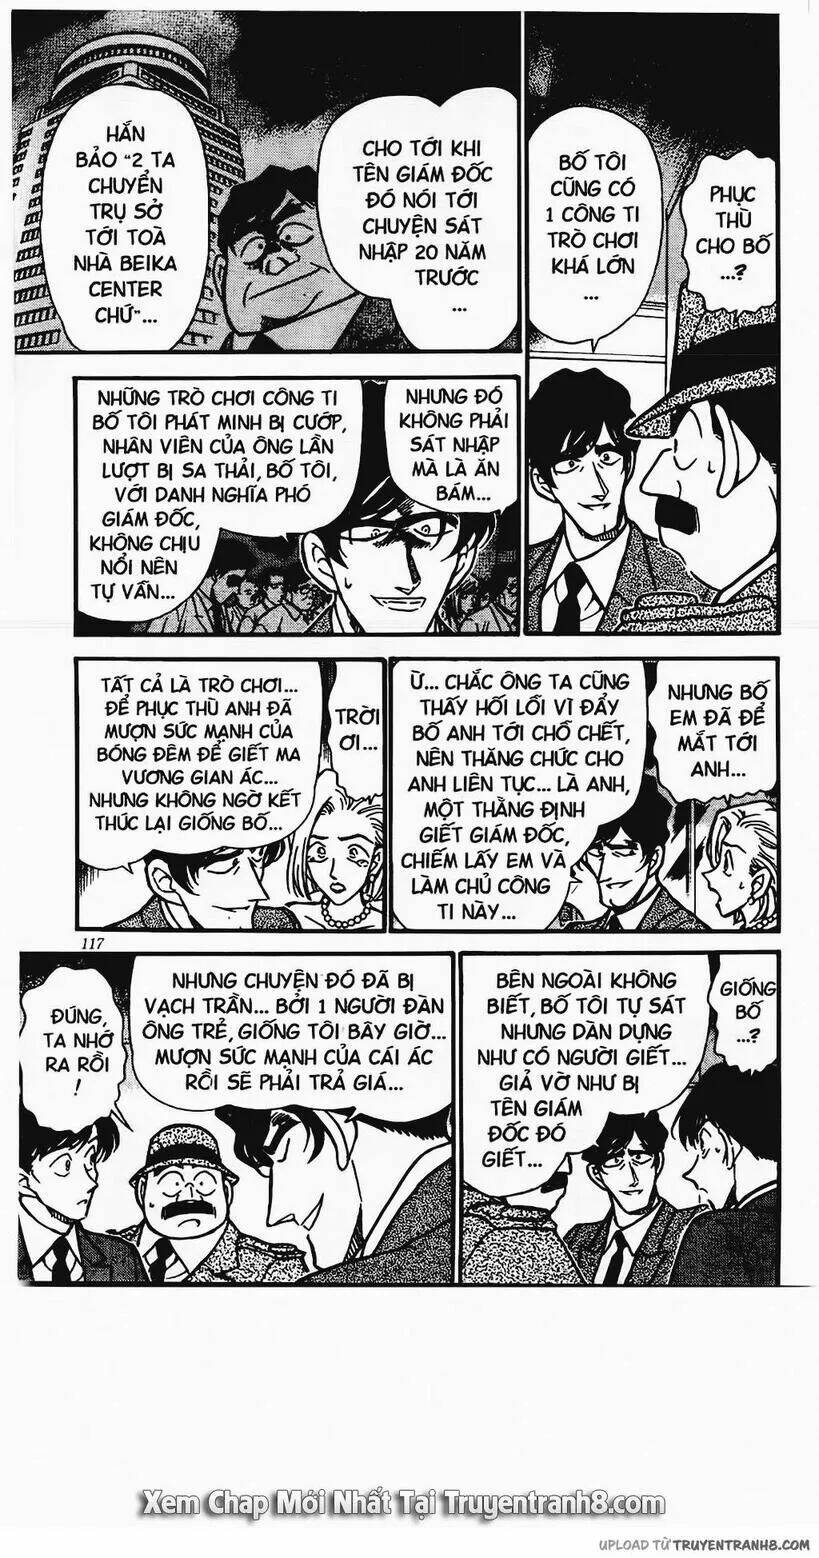 PHỤC
THÙ
CHO BỐ
...?
BỐ TÔI
CŨNG CÓ
1 CÔNG TI
TRÒ CHƠI
KHÁ LỚN
...
CHO TỚI KHI
TÊN GIÁM ĐỐC
ĐÓ NÓI TỚI
CHUYỆN SÁT
NHẬP 20 NĂM
TRƯỚC
...
HẮN
BẢO "2 TA
CHUYỂN
TRỤ SỞ
TỚI TOÀ
NHÀ BEIKA
CENTER
CHỨ"...
NHƯNG ĐÓ
KHÔNG PHẢI
SÁT NHẬP
MÀ LÀ ĂN
BÁM...
NHỮNG TRÒ CHƠI CÔNG TI
BỐ TÔI PHÁT MINH BỊ CƯỚP,
NHÂN VIÊN CỦA ÔNG LẦN
LƯỢT BỊ SA THẢI, BỐ TÔI,
VỚI DANH NGHĨA PHÓ
GIÁM ĐỐC,
KHÔNG CHỊU
NỔI NÊN
TỰ VẪN...
NHƯNG BỐ
EM ĐÃ ĐỂ
MẮT TỚI
ANH...
Ừ... CHẮC ÔNG TA CŨNG
THẤY HỐI LỖI VÌ ĐẨY
BỐ ANH TỚI CHỖ CHẾT,
NÊN THĂNG CHỨC CHO
ANH LIÊN TỤC... LÀ ANH,
MỘT THẰNG ĐỊNH
GIẾT GIÁM ĐỐC,
CHIẾM LẤY EM VÀ
LÀM CHỦ CÔNG
TI NÀY...
TRỜI
ƠI...
TẤT CẢ LÀ TRÒ CHƠI...
ĐỂ PHỤC THÙ ANH ĐÃ
MƯỢN SỨC MẠNH CỦA
BÓNG ĐÊM ĐỂ GIẾT MA
VƯƠNG GIAN ÁC...
NHƯNG KHÔNG NGỜ KẾT
THÚC LẠI GIỐNG BỐ...
117
GIỐNG
BỐ
...?
BÊN NGOÀI KHÔNG
BIẾT, BỐ TÔI TỰ SÁT
NHƯNG DÀN DỰNG
NHƯ CÓ NGƯỜI GIẾT...
GIẢ VỜ NHƯ BỊ
TÊN GIÁM
ĐỐC ĐÓ
GIẾT...
NHƯNG CHUYỆN ĐÓ ĐÃ BỊ
VẠCH TRẦN... BỞI 1 NGƯỜI ĐÀN
ÔNG TRẺ, GIỐNG TÔI BÂY GIỜ...
MƯỢN SỨC MẠNH CỦA CÁI ÁC
RỒI SẼ PHẢI TRẢ GIÁ...
ĐÚNG,
TA NHỚ
RA RỒI
!
Xem Chap Mới Nhất Tại Truyentranh8.com
UPLOAD TỪ TRUYENTRANH8.COM